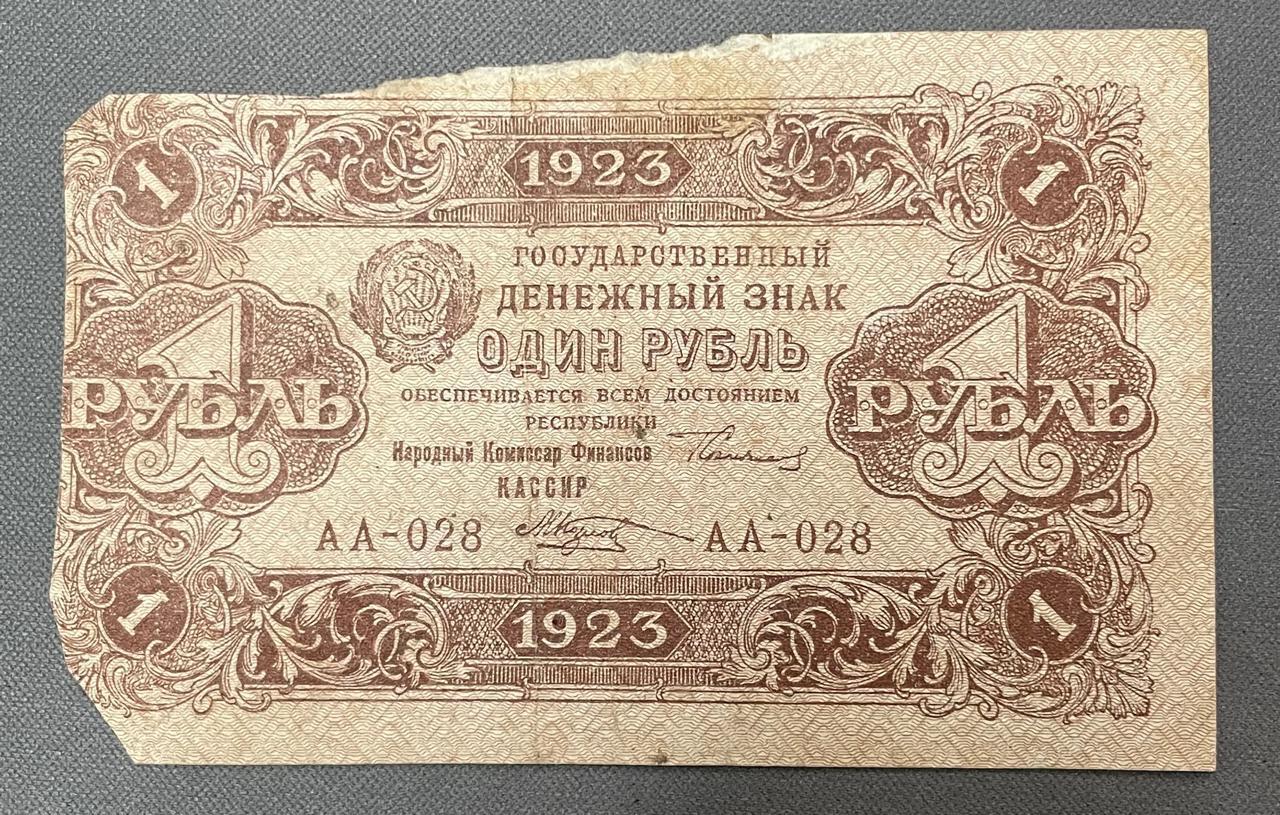 1 1923 1
ГОСУДАРСТВЕННЫЙ
ДЕНЕЖНЫЙ ЗНАК
ОДИН РУБЛЬ
1 РУБЛЬ
1 РУБЛЬ
ОБЕСПЕЧИВАЕТСЯ ВСЕМ ДОСТОЯНИЕМ
РЕСПУБЛИКИ
Народный Комиссар Финансов
КАССИР
АА-028 АА-028
1 1923 1